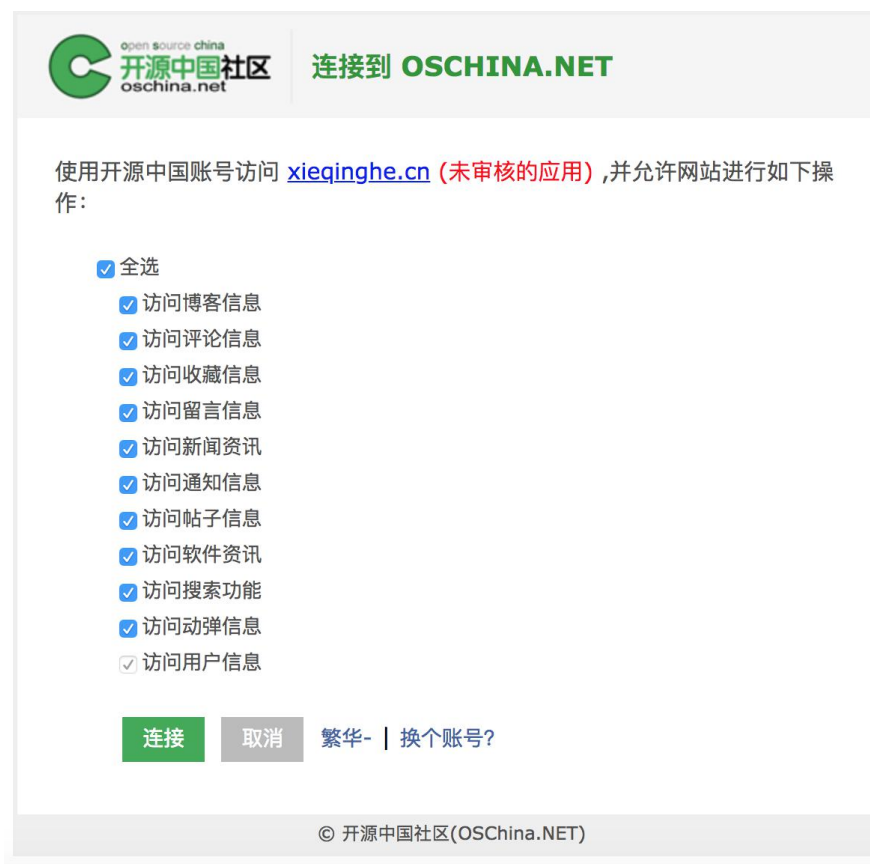 open source china
开源中国社区
oschina.net
连接到 OSCHINA.NET
使用开源中国账号访问 xieqinghe.cn (未审核的应用) ,并允许网站进行如下操
作:
全选
访问博客信息
访问评论信息
访问收藏信息
访问留言信息
访问新闻资讯
访问通知信息
访问帖子信息
访问软件资讯
访问搜索功能
访问动弹信息
访问用户信息
连接 取消 繁华- | 换个账号?
© 开源中国社区(OSChina.NET)